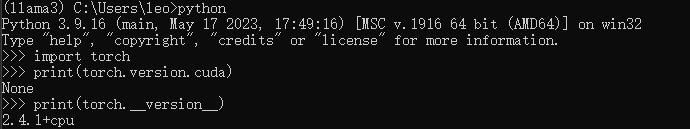 (llama3) C:\Users\leo>python
Python 3.9.16 (main, May 17 2023, 17:49:16) [MSC v.1916 64 bit (AMD64)] on win32
Type "help", "copyright", "credits" or "license" for more information.
>>> import torch
>>> print(torch.version.cuda)
None
>>> print(torch.__version__)
2.4.1+cpu